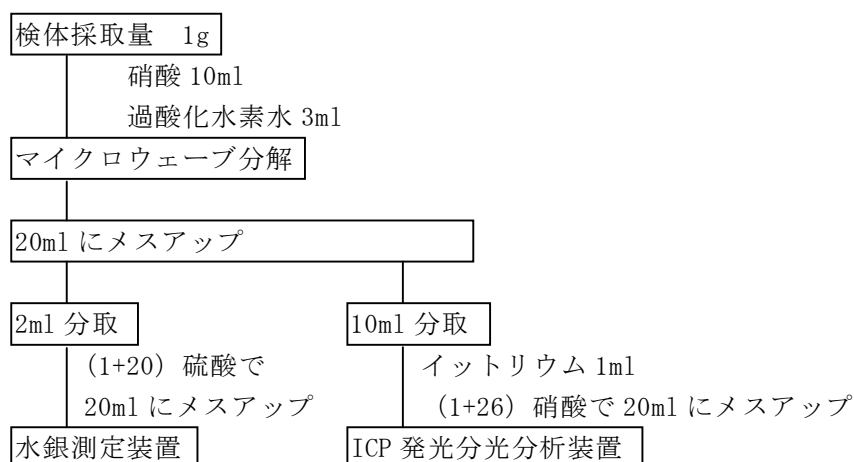 検体採取量　1g
硝酸 10ml
過酸化水素水 3ml
マイクロウェーブ分解
20ml にメスアップ
2ml 分取
10ml 分取
(1+20) 硫酸で
イットリウム 1ml
20ml にメスアップ
(1+26) 硝酸で 20ml にメスアップ
水銀測定装置
ICP 発光分光分析装置